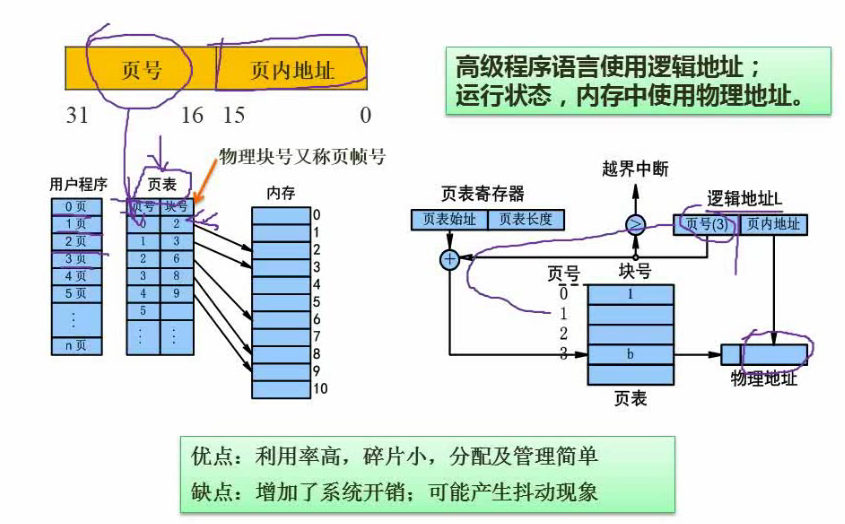 页号 页内地址
31 16 15 0
高级程序语言使用逻辑地址；
运行状态，内存中使用物理地址。
物理块号又称页帧号
用户程序
0页
1页
2页
3页
4页
5页
⋮
n页
页表
页号 块号
0 2
1 3
2 6
3 8
4 9
5
⋮ ⋮
内存
0
1
2
3
4
5
6
7
8
9
10
越界中断
页表寄存器
页表始址 页表长度
+
>
逻辑地址L
页号(3) 页内地址
页号 块号
0 1
1
2
3 b
页表
物理地址
优点：利用率高，碎片小，分配及管理简单
缺点：增加了系统开销；可能产生抖动现象